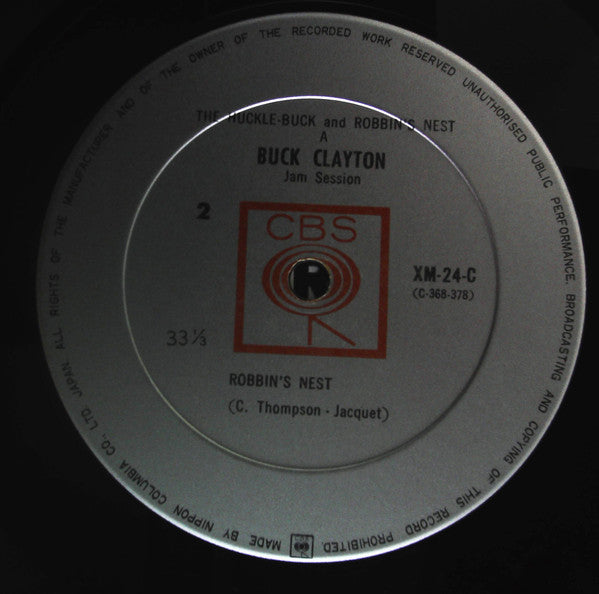 THE HUCKLE-BUCK and ROBBIN'S NEST
A
BUCK CLAYTON
Jam Session
2
CBS
XM-24-C
(C-368-378)
33⅓
ROBBIN'S NEST
(C. Thompson - Jacquet)
MADE BY NIPPON COLUMBIA CO., LTD. JAPAN. ALL RIGHTS OF THE MANUFACTURER AND OF THE OWNER OF THE RECORDED WORK RESERVED UNAUTHORISED PUBLIC PERFORMANCE. BROADCASTING AND COPYING OF THIS RECORD PROHIBITED.